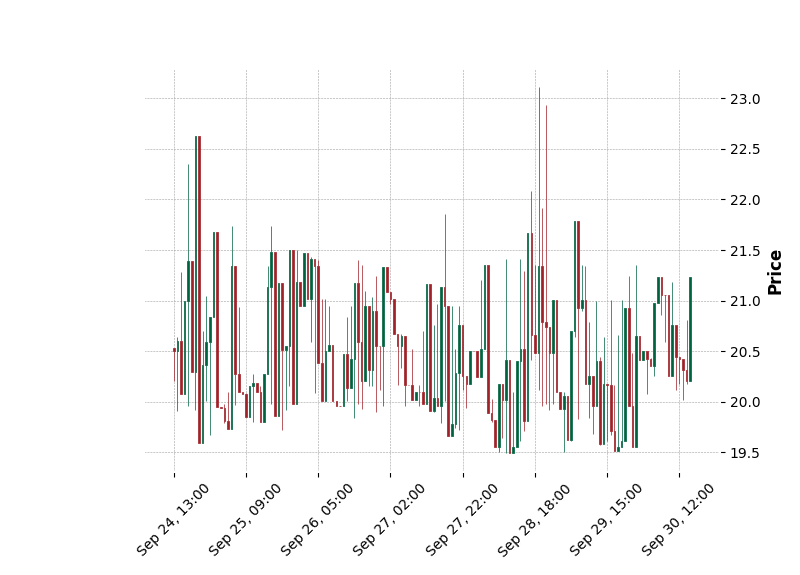 23.0
22.5
22.0
21.5
21.0
20.5
20.0
19.5
Price
Sep 24, 13:00
Sep 25, 09:00
Sep 26, 05:00
Sep 27, 02:00
Sep 27, 22:00
Sep 28, 18:00
Sep 29, 15:00
Sep 30, 12:00